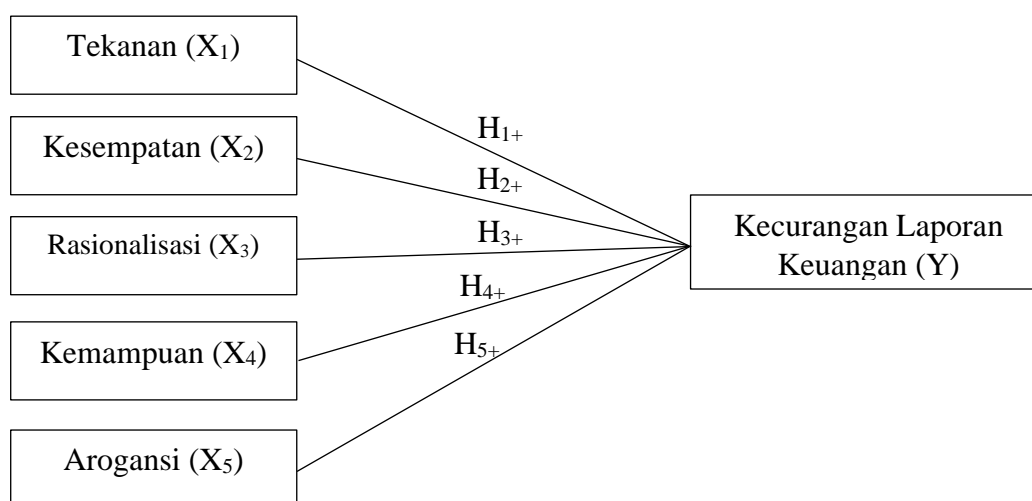 Tekanan (X₁)
Kesempatan (X₂)
Rasionalisasi (X₃)
Kemampuan (X₄)
Arogansi (X₅)
H₁₊
H₂₊
H₃₊
H₄₊
H₅₊
Kecurangan Laporan
Keuangan (Y)